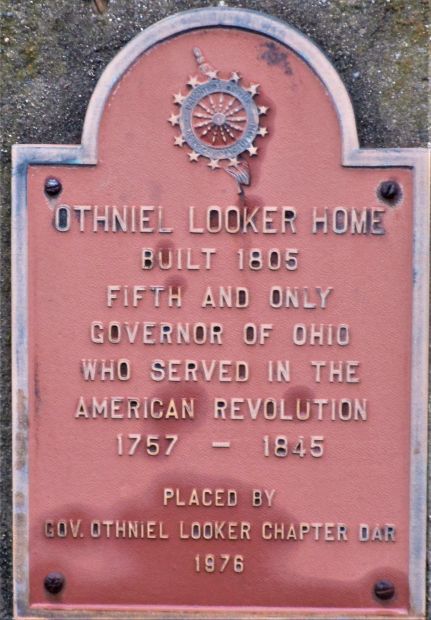 OTHNIEL LOOKER HOME
BUILT 1805
FIFTH AND ONLY
GOVERNOR OF OHIO
WHO SERVED IN THE
AMERICAN REVOLUTION
1757 — 1845
PLACED BY
GOV. OTHNIEL LOOKER CHAPTER DAR
1976